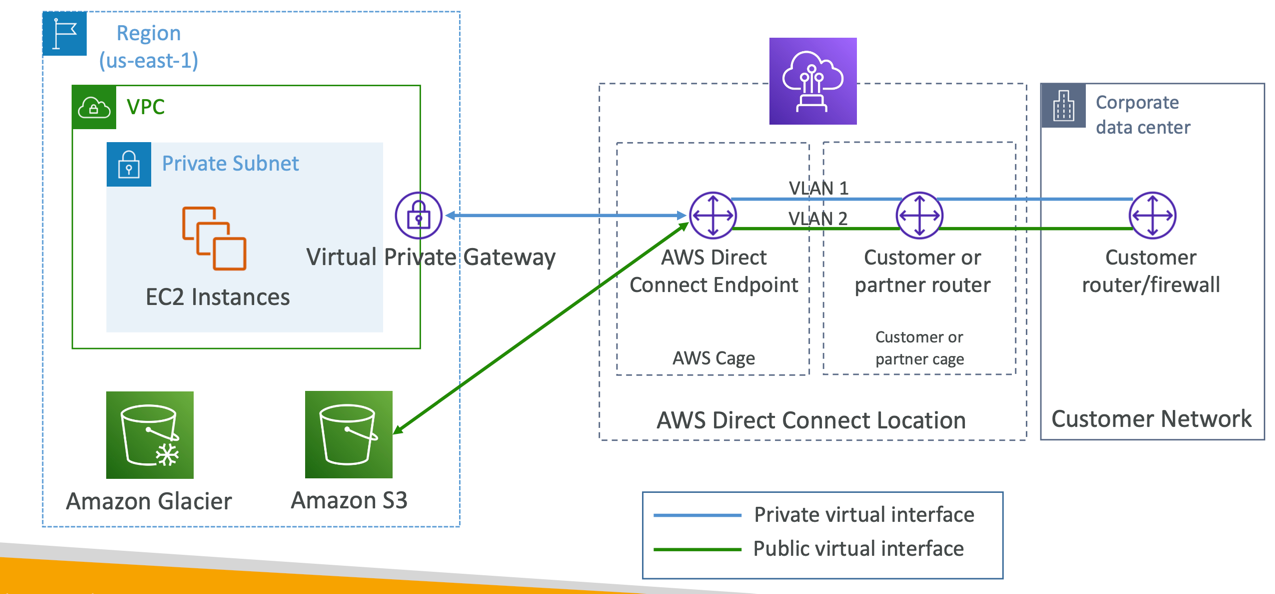 Region
(us-east-1)
VPC
Private Subnet
EC2 Instances
Virtual Private Gateway
Amazon Glacier
Amazon S3
VLAN 1
VLAN 2
AWS Direct
Connect Endpoint
AWS Cage
Customer or
partner router
Customer or
partner cage
AWS Direct Connect Location
Corporate
data center
Customer
router/firewall
Customer Network
Private virtual interface
Public virtual interface